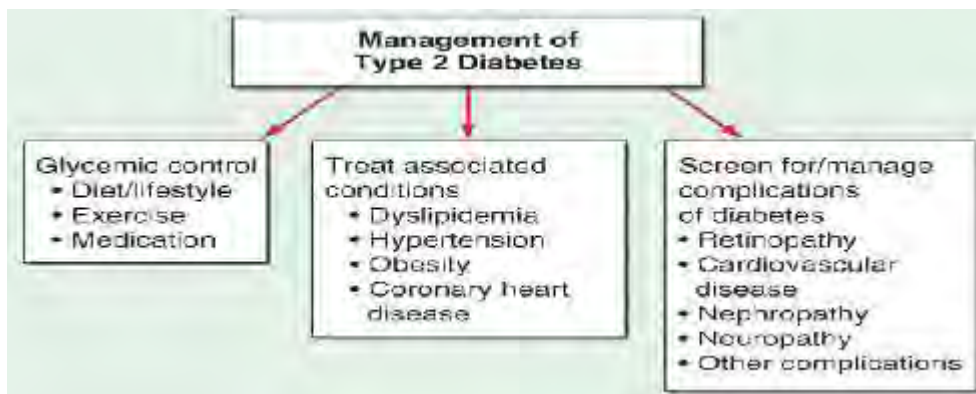 Management of
Type 2 Diabetes
Glycemic control
• Diet/lifestyle
• Exercise
• Medication
Treat associated
conditions
• Dyslipidemia
• Hypertension
• Obesity
• Coronary heart
disease
Screen for/manage
complications
of diabetes
• Retinopathy
• Cardiovascular
disease
• Nephropathy
• Neuropathy
• Other complications